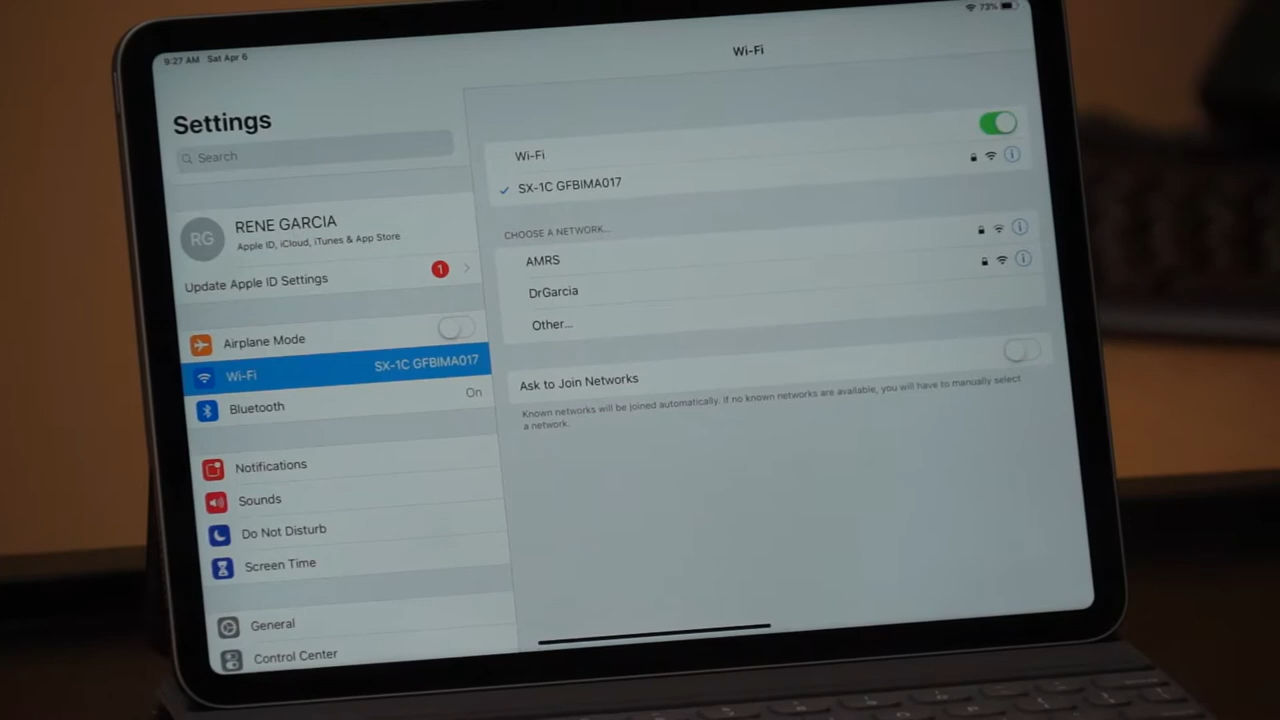 9:27 AM Sat Apr 6
73%
Settings
Search
RG
RENE GARCIA
Apple ID, iCloud, iTunes & App Store
Update Apple ID Settings 1
Airplane Mode
Wi-Fi SX-1C GFBIMA017
Bluetooth On
Notifications
Sounds
Do Not Disturb
Screen Time
General
Control Center
Wi-Fi
Wi-Fi
SX-1C GFBIMA017
CHOOSE A NETWORK...
AMRS
DrGarcia
Other...
Ask to Join Networks
Known networks will be joined automatically. If no known networks are available, you will have to manually select
a network.